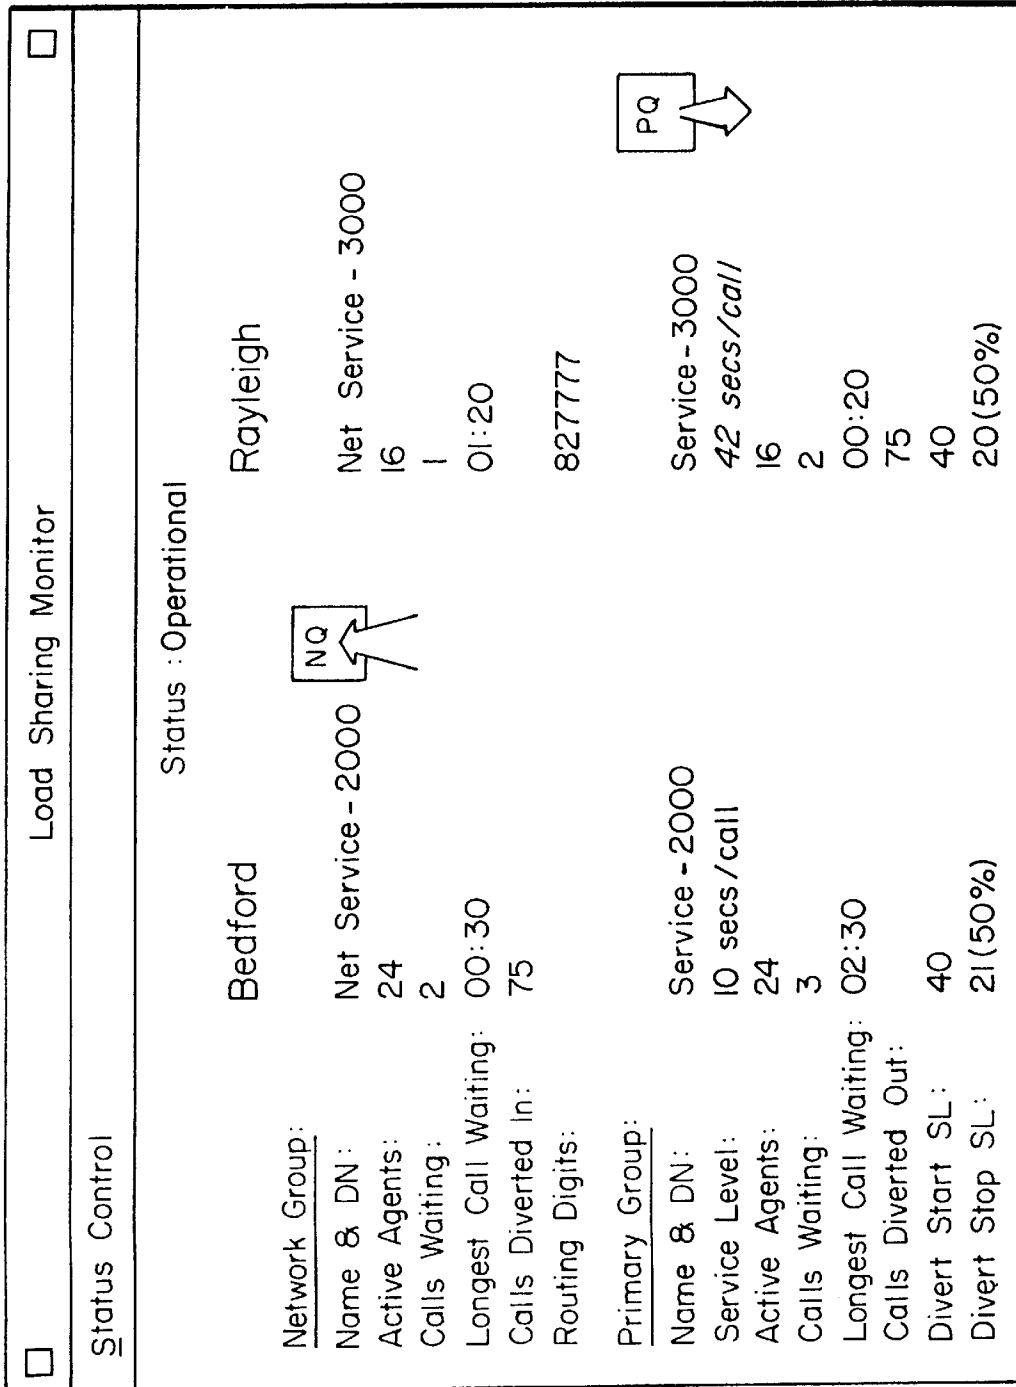 Load Sharing Monitor
Status Control
Status : Operational
Bedford Rayleigh
Network Group:
NQ
Name & DN: Net Service - 2000 Net Service - 3000
Active Agents: 24 16
Calls Waiting: 2 1
Longest Call Waiting: 00:30 01:20
Calls Diverted In: 75
Routing Digits: 827777
Primary Group:
PQ
Name & DN: Service - 2000 Service - 3000
Service Level: 10 secs/call 42 secs/call
Active Agents: 24 16
Calls Waiting: 3 2
Longest Call Waiting: 02:30 00:20
Calls Diverted Out: 75
Divert Start SL: 40 40
Divert Stop SL: 21(50%) 20(50%)